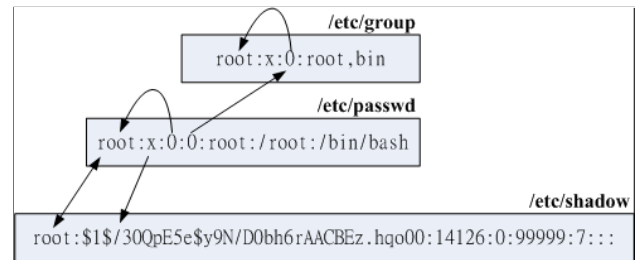 /etc/group
root:x:0:root,bin
/etc/passwd
root:x:0:0:root:/root:/bin/bash
/etc/shadow
root:$1$/30QpE5e$y9N/D0bh6rAACBEz.hqo00:14126:0:99999:7:::